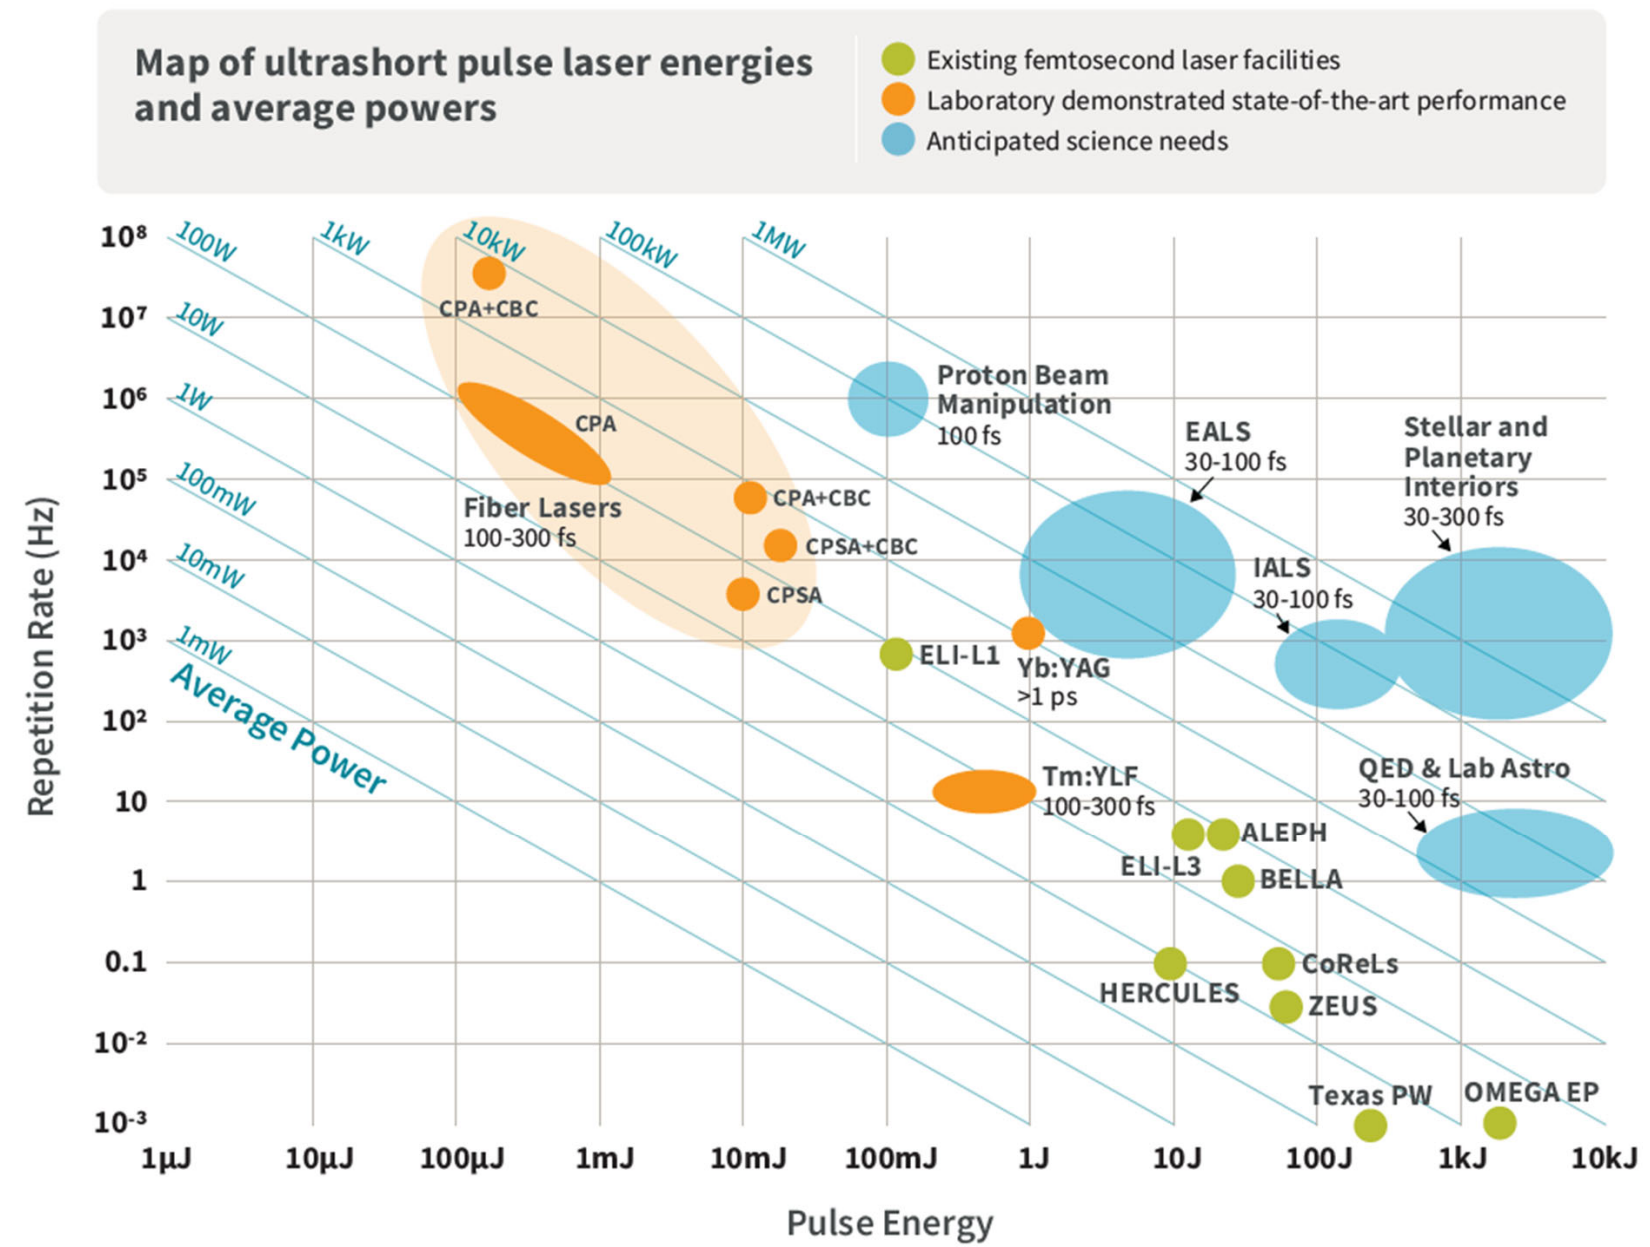 Map of ultrashort pulse laser energies
and average powers
Existing femtosecond laser facilities
Laboratory demonstrated state-of-the-art performance
Anticipated science needs
Repetition Rate (Hz)
10⁸
10⁷
10⁶
10⁵
10⁴
10³
10²
10
1
0.1
10⁻²
10⁻³
100W
1kW
10kW
100kW
1MW
10W
1W
100mW
10mW
1mW
Average Power
CPA+CBC
CPA
Fiber Lasers
100-300 fs
CPA+CBC
CPSA+CBC
CPSA
Proton Beam
Manipulation
100 fs
EALS
30-100 fs
Stellar and
Planetary
Interiors
30-300 fs
IALS
30-100 fs
ELI-L1
Yb:YAG
>1 ps
Tm:YLF
100-300 fs
QED & Lab Astro
30-100 fs
ALEPH
ELI-L3
BELLA
HERCULES
CoReLs
ZEUS
Texas PW
OMEGA EP
1µJ
10µJ
100µJ
1mJ
10mJ
100mJ
1J
10J
100J
1kJ
10kJ
Pulse Energy